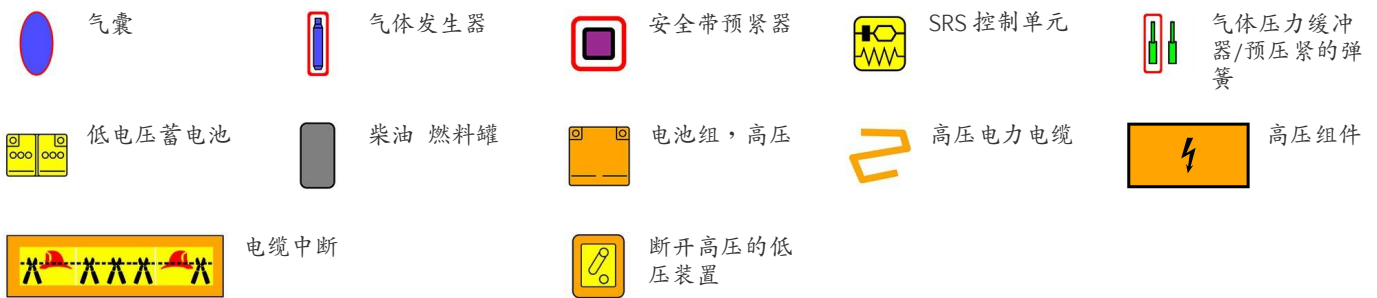 气囊
气体发生器
安全带预紧器
SRS 控制单元
气体压力缓冲
器/预压紧的弹
簧
低电压蓄电池
柴油 燃料罐
电池组，高压
高压电力电缆
高压组件
电缆中断
断开高压的低
压装置